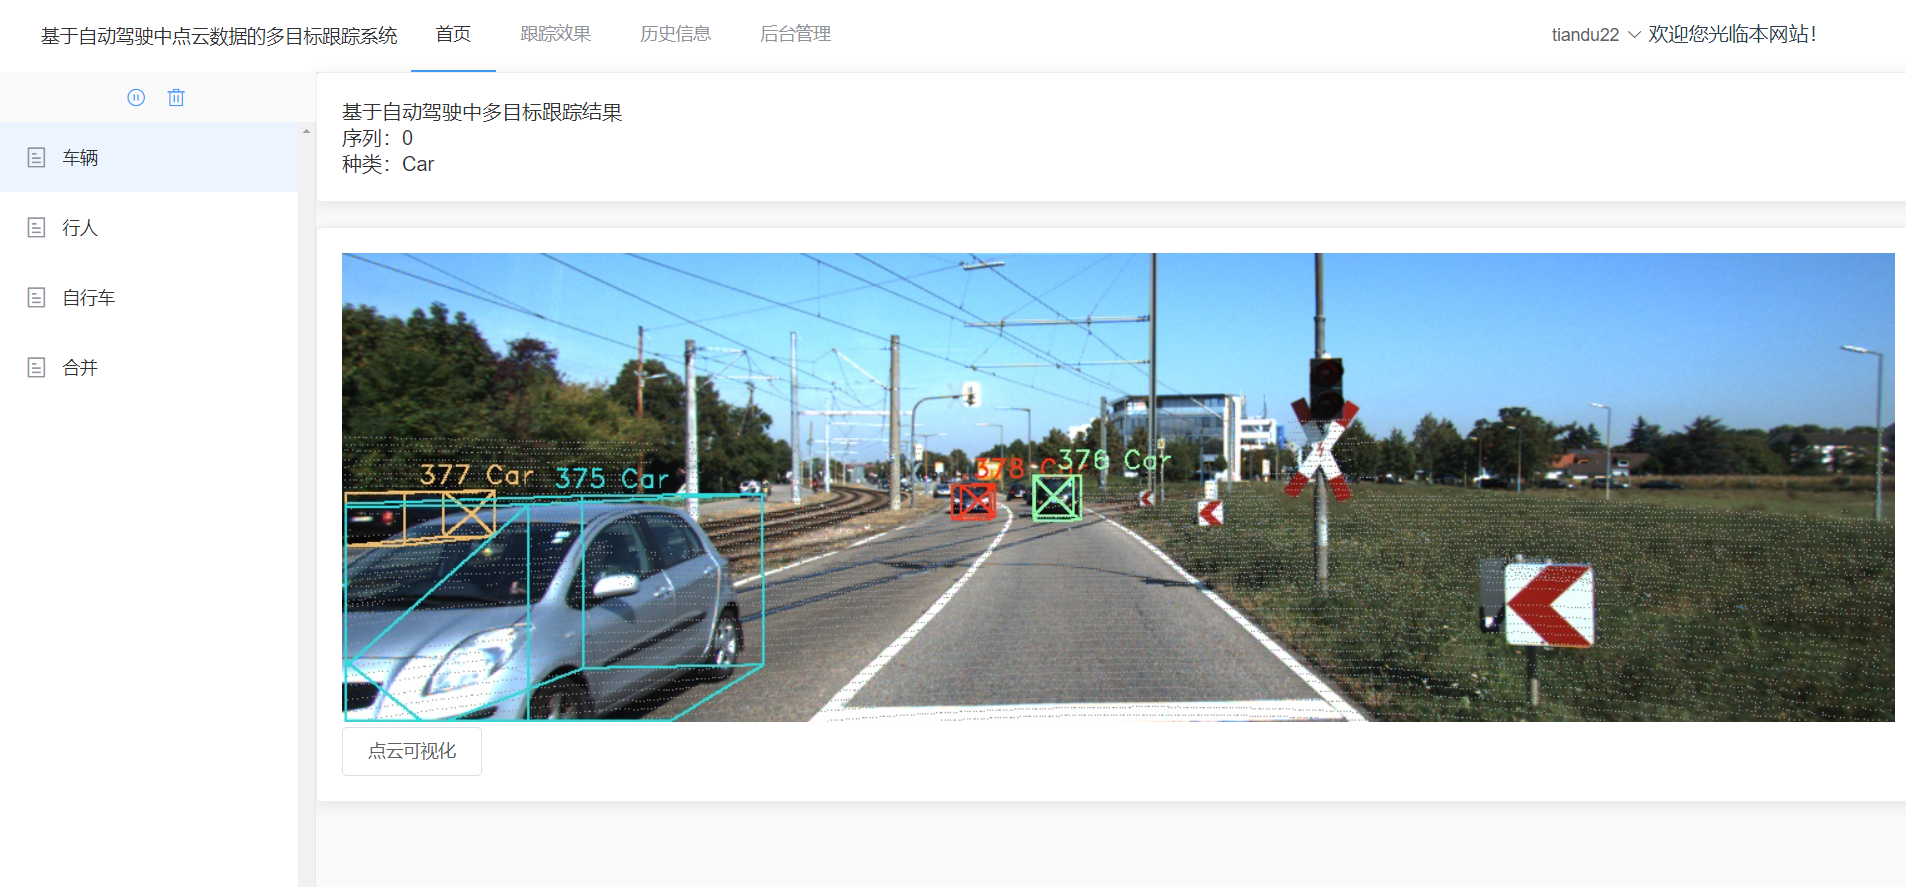 基于自动驾驶中点云数据的多目标跟踪系统 首页 跟踪效果 历史信息 后台管理 tiandu22 欢迎您光临本网站!
车辆
行人
自行车
合并
基于自动驾驶中多目标跟踪结果
序列：0
种类：Car
377 Car 375 Car 378 376 Car
点云可视化